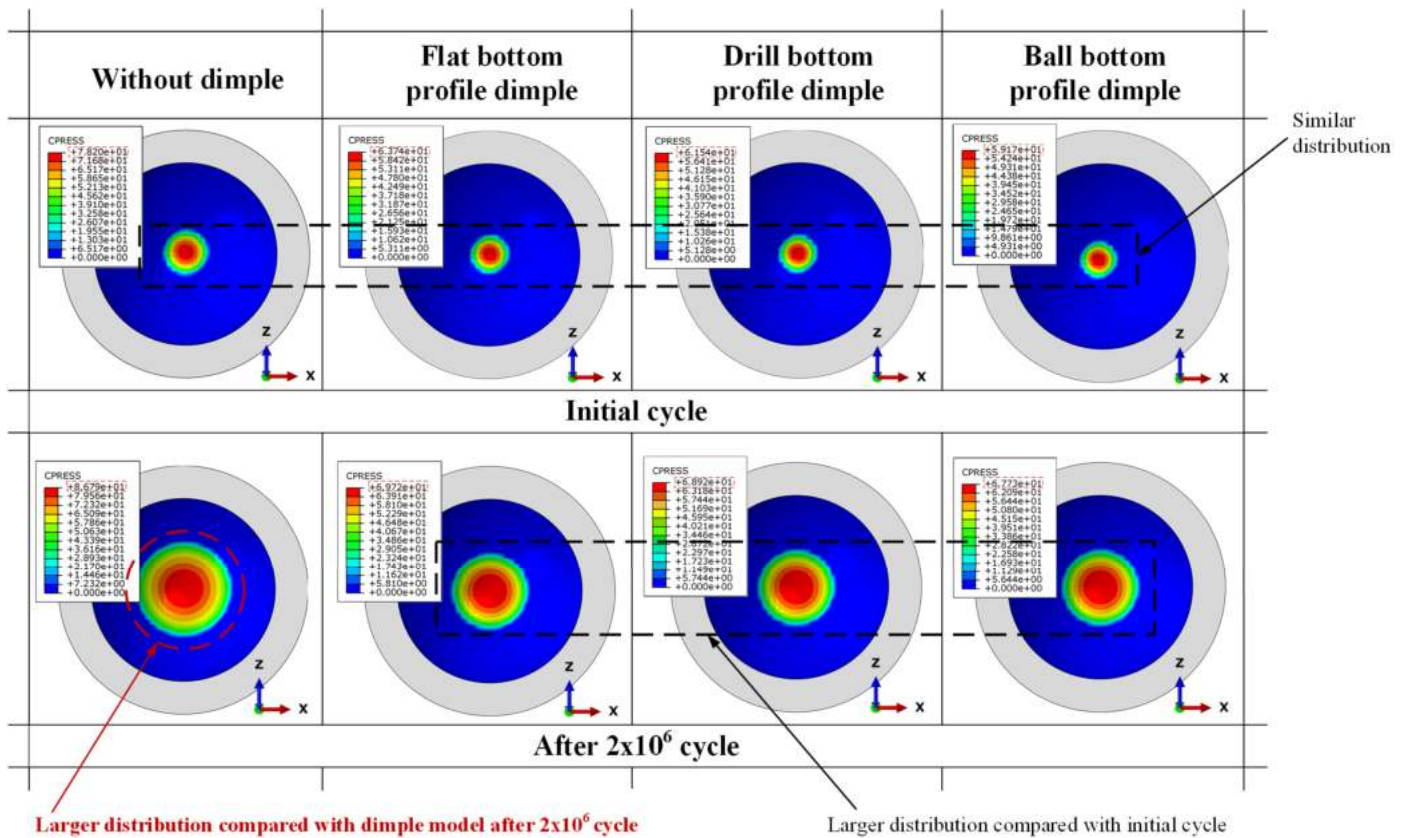 Without dimple
Flat bottom
profile dimple
Drill bottom
profile dimple
Ball bottom
profile dimple
Similar
distribution
CPRESS
+7.820e+01
+7.168e+01
+6.517e+01
+5.865e+01
+5.213e+01
+4.562e+01
+3.910e+01
+3.258e+01
+2.607e+01
+1.955e+01
+1.303e+01
+6.517e+00
+0.000e+00
Z
X
CPRESS
+6.374e+01
+5.842e+01
+5.311e+01
+4.780e+01
+4.249e+01
+3.718e+01
+3.187e+01
+2.656e+01
+2.125e+01
+1.593e+01
+1.062e+01
+5.311e+00
+0.000e+00
Z
X
CPRESS
+6.154e+01
+5.641e+01
+5.128e+01
+4.615e+01
+4.103e+01
+3.590e+01
+3.077e+01
+2.564e+01
+1.538e+01
+1.026e+01
+5.128e+00
+0.000e+00
Z
X
CPRESS
+5.917e+01
+5.424e+01
+4.931e+01
+4.438e+01
+3.945e+01
+3.452e+01
+2.958e+01
+2.465e+01
+1.972e+01
+1.479e+01
+9.861e+00
+4.931e+00
+0.000e+00
Z
X
Initial cycle
CPRESS
+8.679e+01
+7.956e+01
+7.232e+01
+6.509e+01
+5.786e+01
+5.063e+01
+4.339e+01
+3.616e+01
+2.893e+01
+2.170e+01
+1.446e+01
+7.232e+00
+0.000e+00
Z
X
CPRESS
+6.972e+01
+6.391e+01
+5.810e+01
+5.229e+01
+4.648e+01
+4.067e+01
+3.486e+01
+2.905e+01
+2.324e+01
+1.743e+01
+1.162e+01
+5.810e+00
+0.000e+00
Z
X
CPRESS
+6.892e+01
+6.318e+01
+5.744e+01
+5.169e+01
+4.595e+01
+4.021e+01
+3.446e+01
+2.297e+01
+1.723e+01
+1.149e+01
+5.744e+00
+0.000e+00
Z
X
CPRESS
+6.773e+01
+6.209e+01
+5.644e+01
+5.080e+01
+4.515e+01
+3.951e+01
+3.386e+01
+2.822e+01
+2.258e+01
+1.693e+01
+1.129e+01
+5.644e+00
+0.000e+00
Z
X
After 2x10⁶ cycle
Larger distribution compared with dimple model after 2x10⁶ cycle
Larger distribution compared with initial cycle